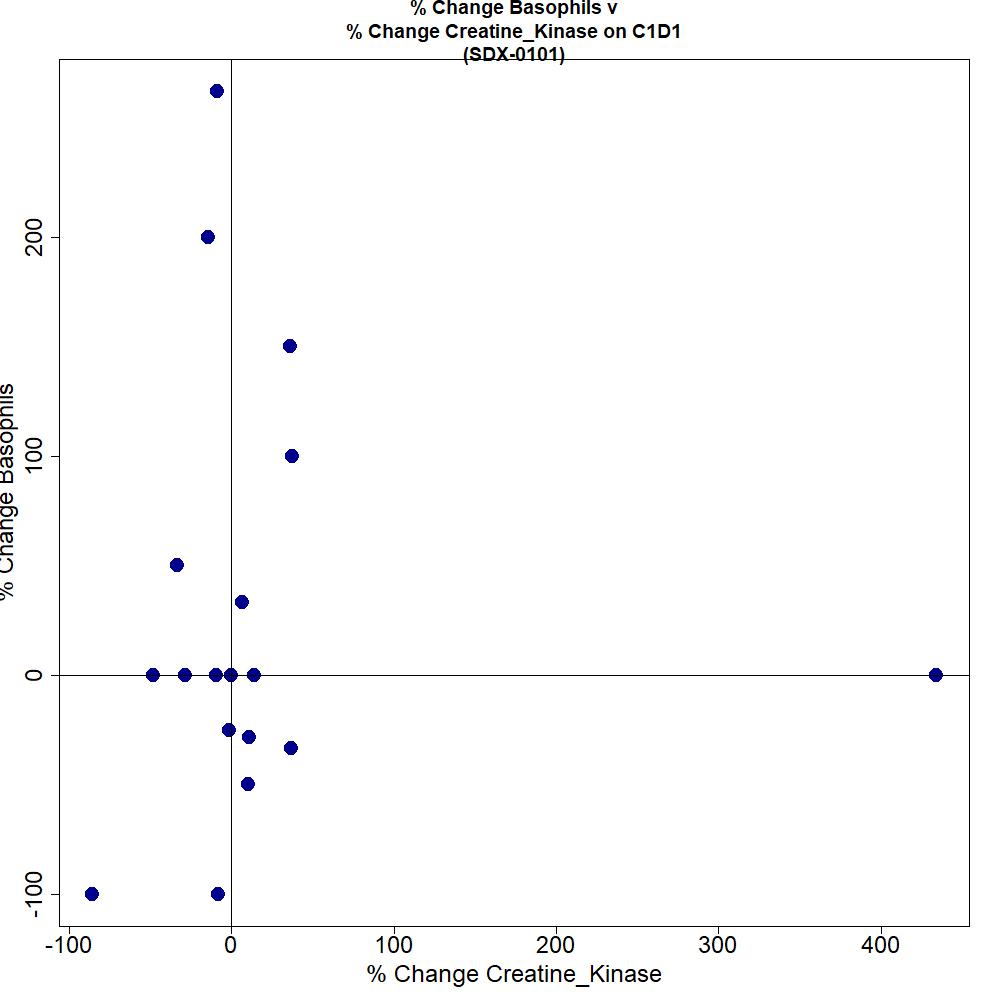 % Change Basophils v
% Change Creatine_Kinase on C1D1
(SDX-0101)
% Change Basophils
200
100
0
-100
-100 0 100 200 300 400
% Change Creatine_Kinase